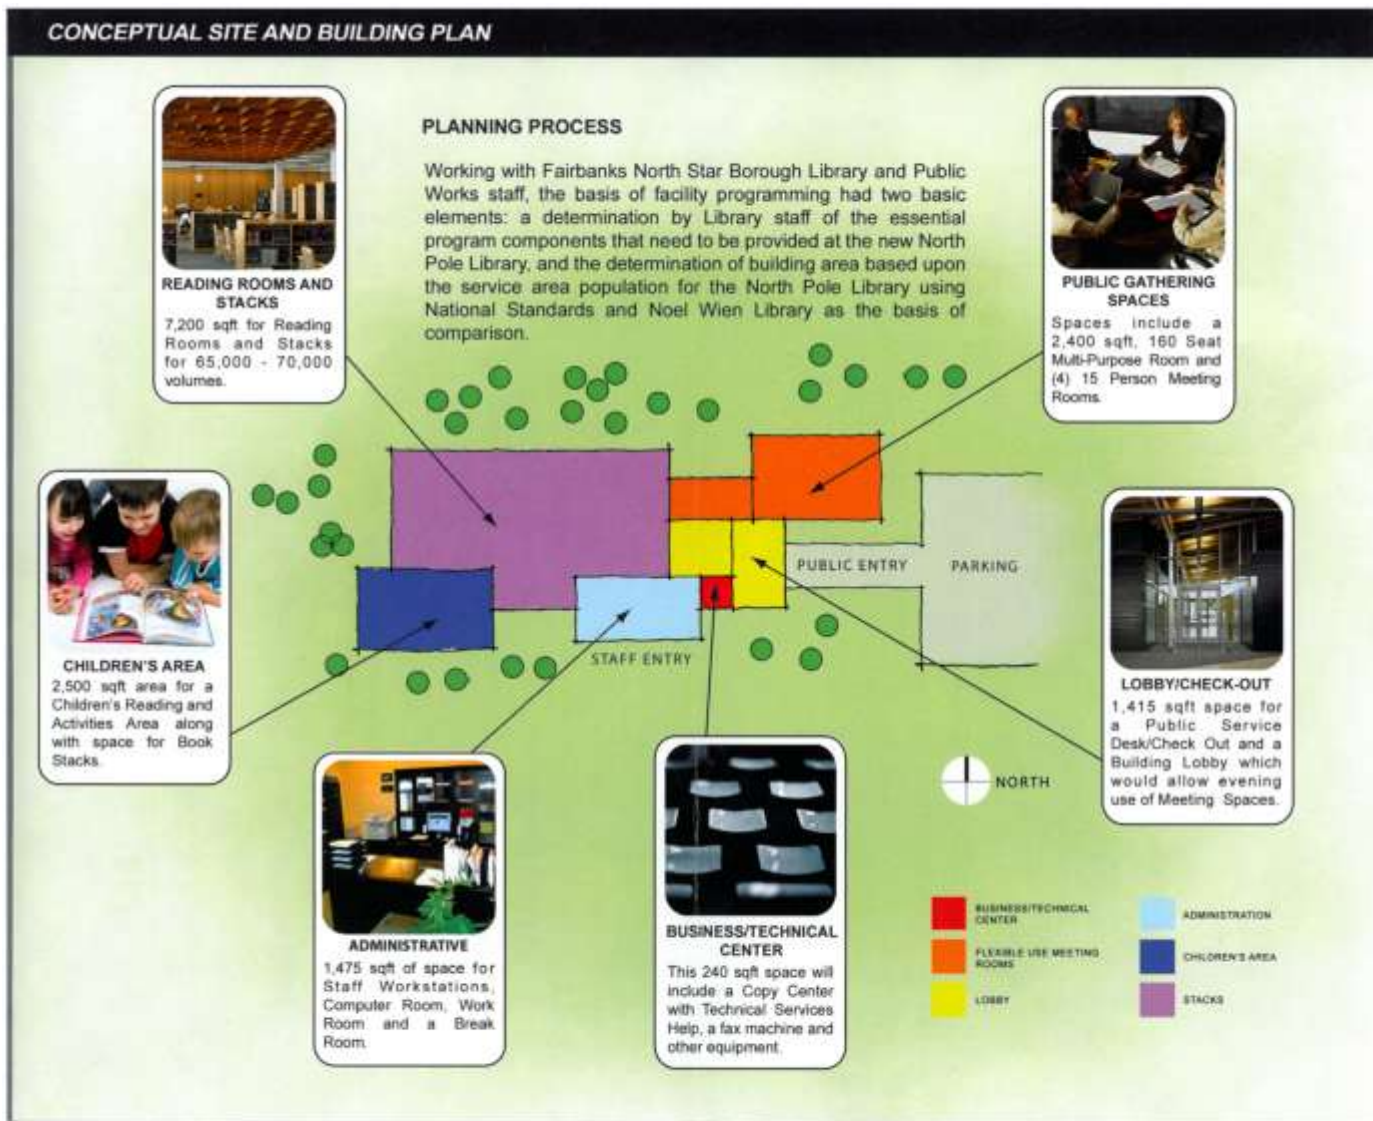 CONCEPTUAL SITE AND BUILDING PLAN
PLANNING PROCESS
Working with Fairbanks North Star Borough Library and Public
Works staff, the basis of facility programming had two basic
elements: a determination by Library staff of the essential
program components that need to be provided at the new North
Pole Library, and the determination of building area based upon
the service area population for the North Pole Library using
National Standards and Noel Wien Library as the basis of
comparison.
READING ROOMS AND
STACKS
7,200 sqft for Reading
Rooms and Stacks
for 65,000 - 70,000
volumes.
PUBLIC GATHERING
SPACES
Spaces include a
2,400 sqft, 160 Seat
Multi-Purpose Room and
(4) 15 Person Meeting
Rooms.
CHILDREN'S AREA
2,500 sqft area for a
Children's Reading and
Activities Area along
with space for Book
Stacks.
PUBLIC ENTRY
PARKING
STAFF ENTRY
LOBBY/CHECK-OUT
1,415 sqft space for
a Public Service
Desk/Check Out and a
Building Lobby which
would allow evening
use of Meeting Spaces.
NORTH
ADMINISTRATIVE
1,475 sqft of space for
Staff Workstations,
Computer Room, Work
Room and a Break
Room.
BUSINESS/TECHNICAL
CENTER
This 240 sqft space will
include a Copy Center
with Technical Services
Help, a fax machine and
other equipment.
BUSINESS/TECHNICAL
CENTER
FLEXIBLE USE MEETING
ROOMS
LOBBY
ADMINISTRATION
CHILDREN'S AREA
STACKS